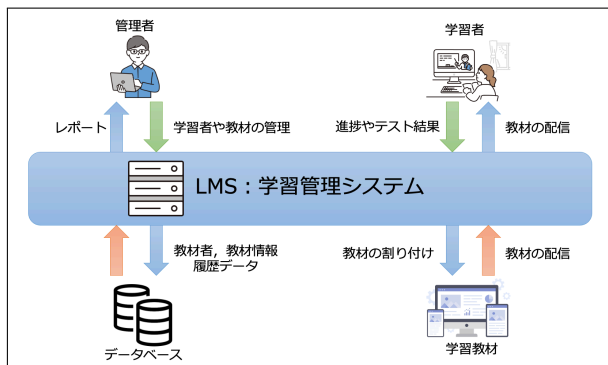 管理者
学習者
レポート
学習者や教材の管理
進捗やテスト結果
教材の配信
LMS：学習管理システム
教材者，教材情報
履歴データ
教材の割り付け
教材の配信
データベース
学習教材